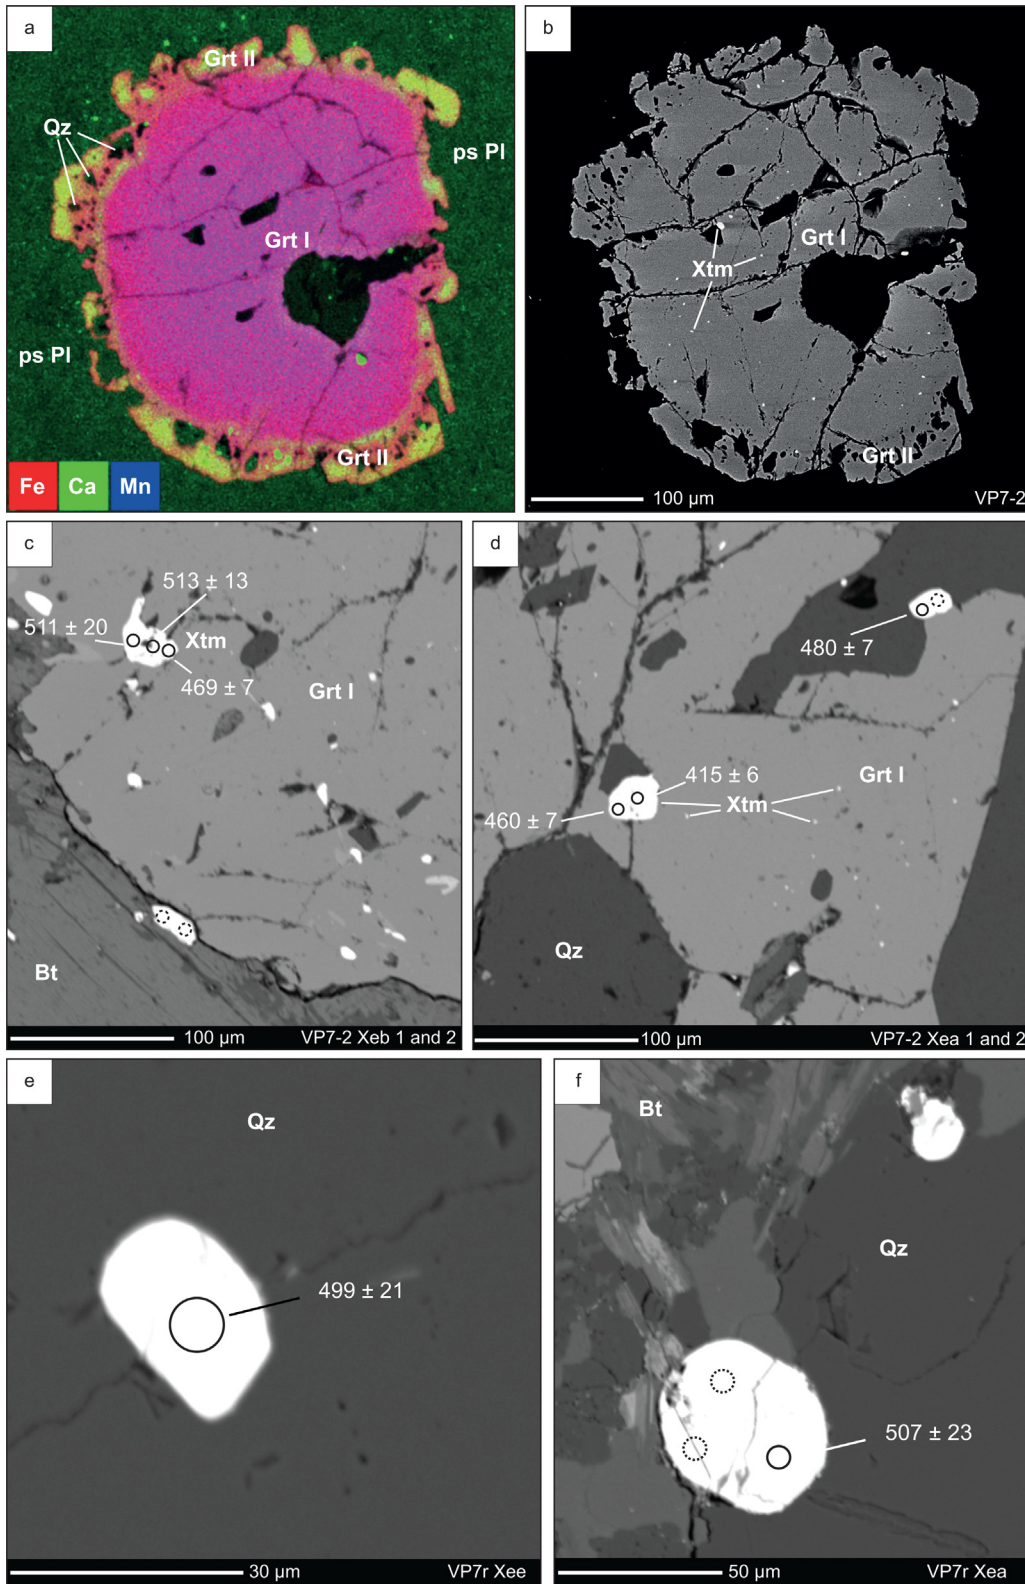 a
Grt II
Qz
ps Pl
Grt I
ps Pl
Grt II
Fe Ca Mn
b
Grt I
Xtm
Grt II
100 µm VP7-2
c
513 ± 13
511 ± 20
Xtm
469 ± 7
Grt I
Bt
100 µm VP7-2 Xeb 1 and 2
d
480 ± 7
415 ± 6
Grt I
Xtm
460 ± 7
Qz
100 µm VP7-2 Xea 1 and 2
e
Qz
499 ± 21
30 µm VP7r Xee
f
Bt
Qz
507 ± 23
50 µm VP7r Xea